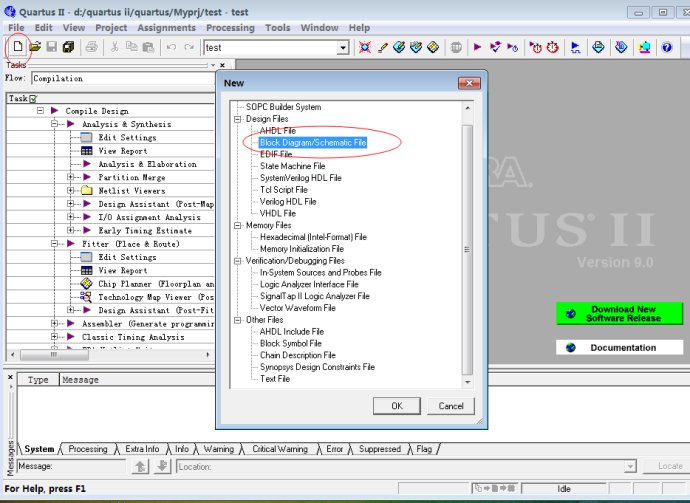 Quartus II - d:/quartus ii/quartus/Myprj/test - test
File Edit View Project Assignments Processing Tools Window Help
test
Tasks
Flow: Compilation
Task
Compile Design
Analysis & Synthesis
Edit Settings
View Report
Analysis & Elaboration
Partition Merge
Netlist Viewers
Design Assistant (Post-Map
I/O Assignment Analysis
Early Timing Estimate
Fitter (Place & Route)
Edit Settings
View Report
Chip Planner (Floorplan an
Technology Map Viewer (Pos
Design Assistant (Post-Fit
Assembler (Generate programmin
Classic Timing Analysis
New
SOPC Builder System
Design Files
AHDL File
Block Diagram/Schematic File
EDIF File
State Machine File
SystemVerilog HDL File
Tcl Script File
Verilog HDL File
VHDL File
Memory Files
Hexadecimal (Intel-Format) File
Memory Initialization File
Verification/Debugging Files
In-System Sources and Probes File
Logic Analyzer Interface File
SignalTap II Logic Analyzer File
Vector Waveform File
Other Files
AHDL Include File
Block Symbol File
Chain Description File
Synopsys Design Constraints File
Text File
OK Cancel
RA.
TUS II
Version 9.0
Download New
Software Release
Documentation
Type Message
System Processing Extra Info Info Warning Critical Warning Error Suppressed Flag
Messages
Message: Location: Locate
For Help, press F1 Idle